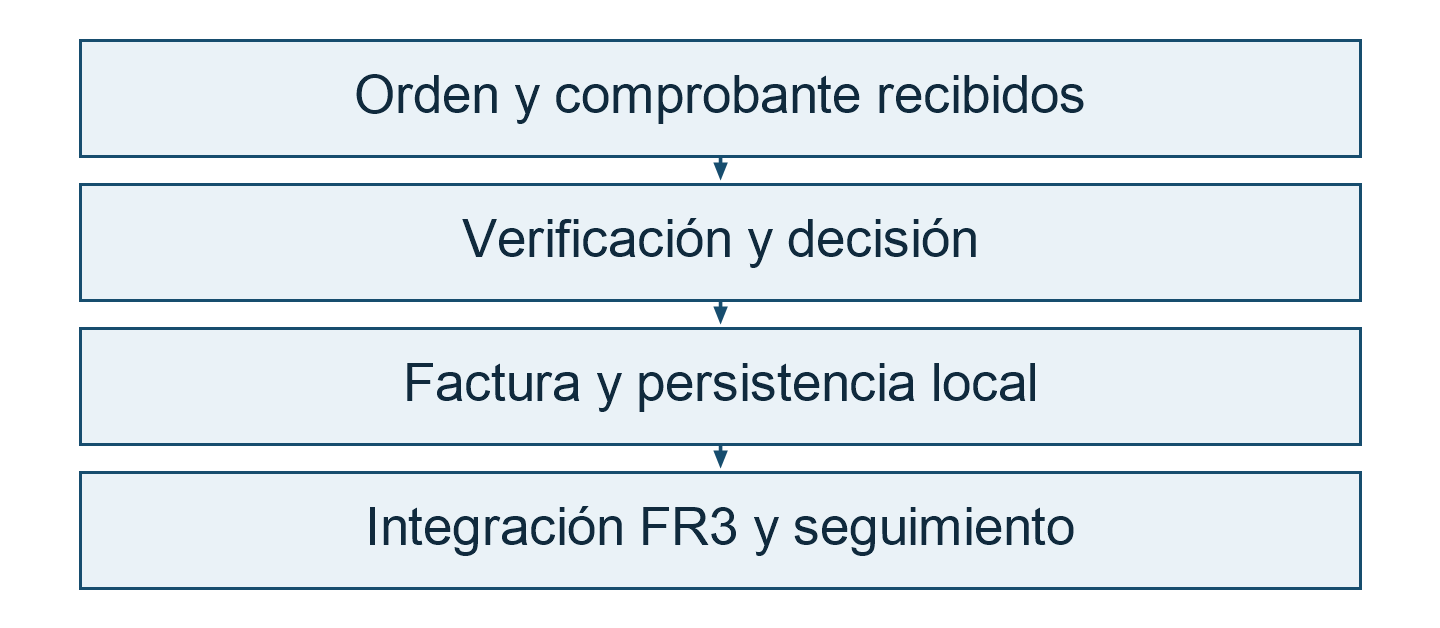 Orden y comprobante recibidos
Verificación y decisión
Factura y persistencia local
Integración FR3 y seguimiento